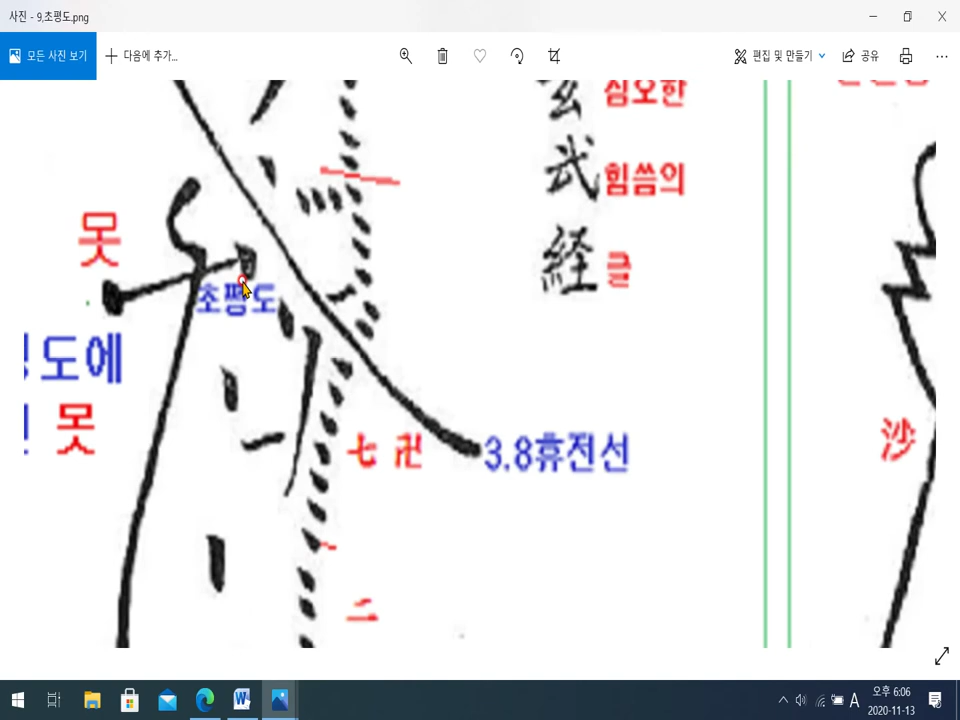 사진 - 9,초평도.png
모든 사진 보기
다음에 추가...
편집 및 만들기
공유
玄 심오한
武 힘씀의
経 글
못
초평도
도에
못
七 卍
3.8휴전선
沙
二
A
오후 6:06
2020-11-13